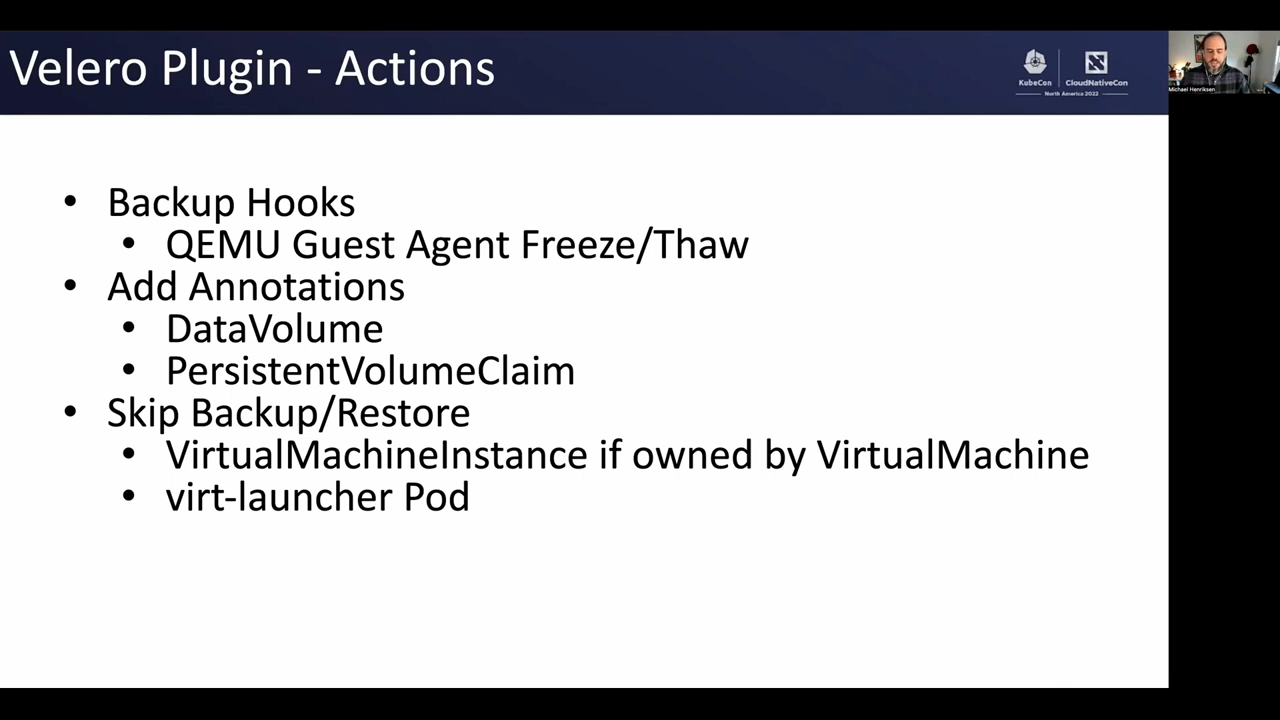 Velero Plugin - Actions
KubeCon
CloudNativeCon
North America 2022
Michael Henriksen
• Backup Hooks
• QEMU Guest Agent Freeze/Thaw
• Add Annotations
• DataVolume
• PersistentVolumeClaim
• Skip Backup/Restore
• VirtualMachineInstance if owned by VirtualMachine
• virt-launcher Pod